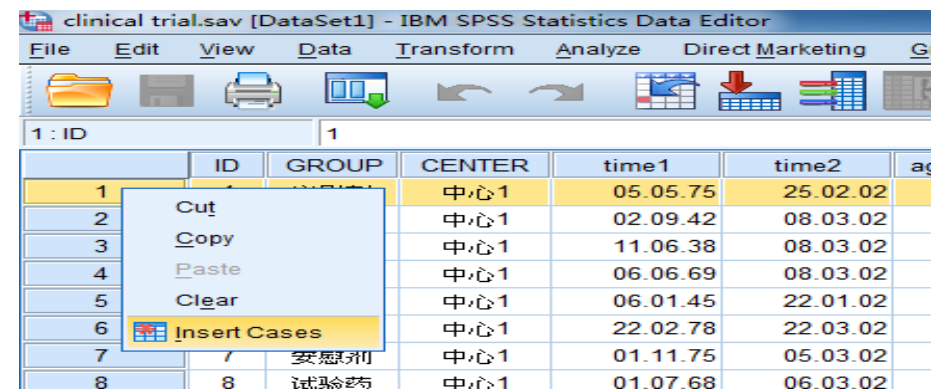 clinical trial.sav [DataSet1] - IBM SPSS Statistics Data Editor
File Edit View Data Transform Analyze Direct Marketing G
1 : ID 1
ID GROUP CENTER time1 time2 ag
1 中心1 05.05.75 25.02.02
2 中心1 02.09.42 08.03.02
3 中心1 11.06.38 08.03.02
4 中心1 06.06.69 08.03.02
5 中心1 06.01.45 22.01.02
6 中心1 22.02.78 22.03.02
7 7 安慰剂 中心1 01.11.75 05.03.02
8 8 试验药 中心1 01.07.68 06.03.02
Cut
Copy
Paste
Clear
Insert Cases